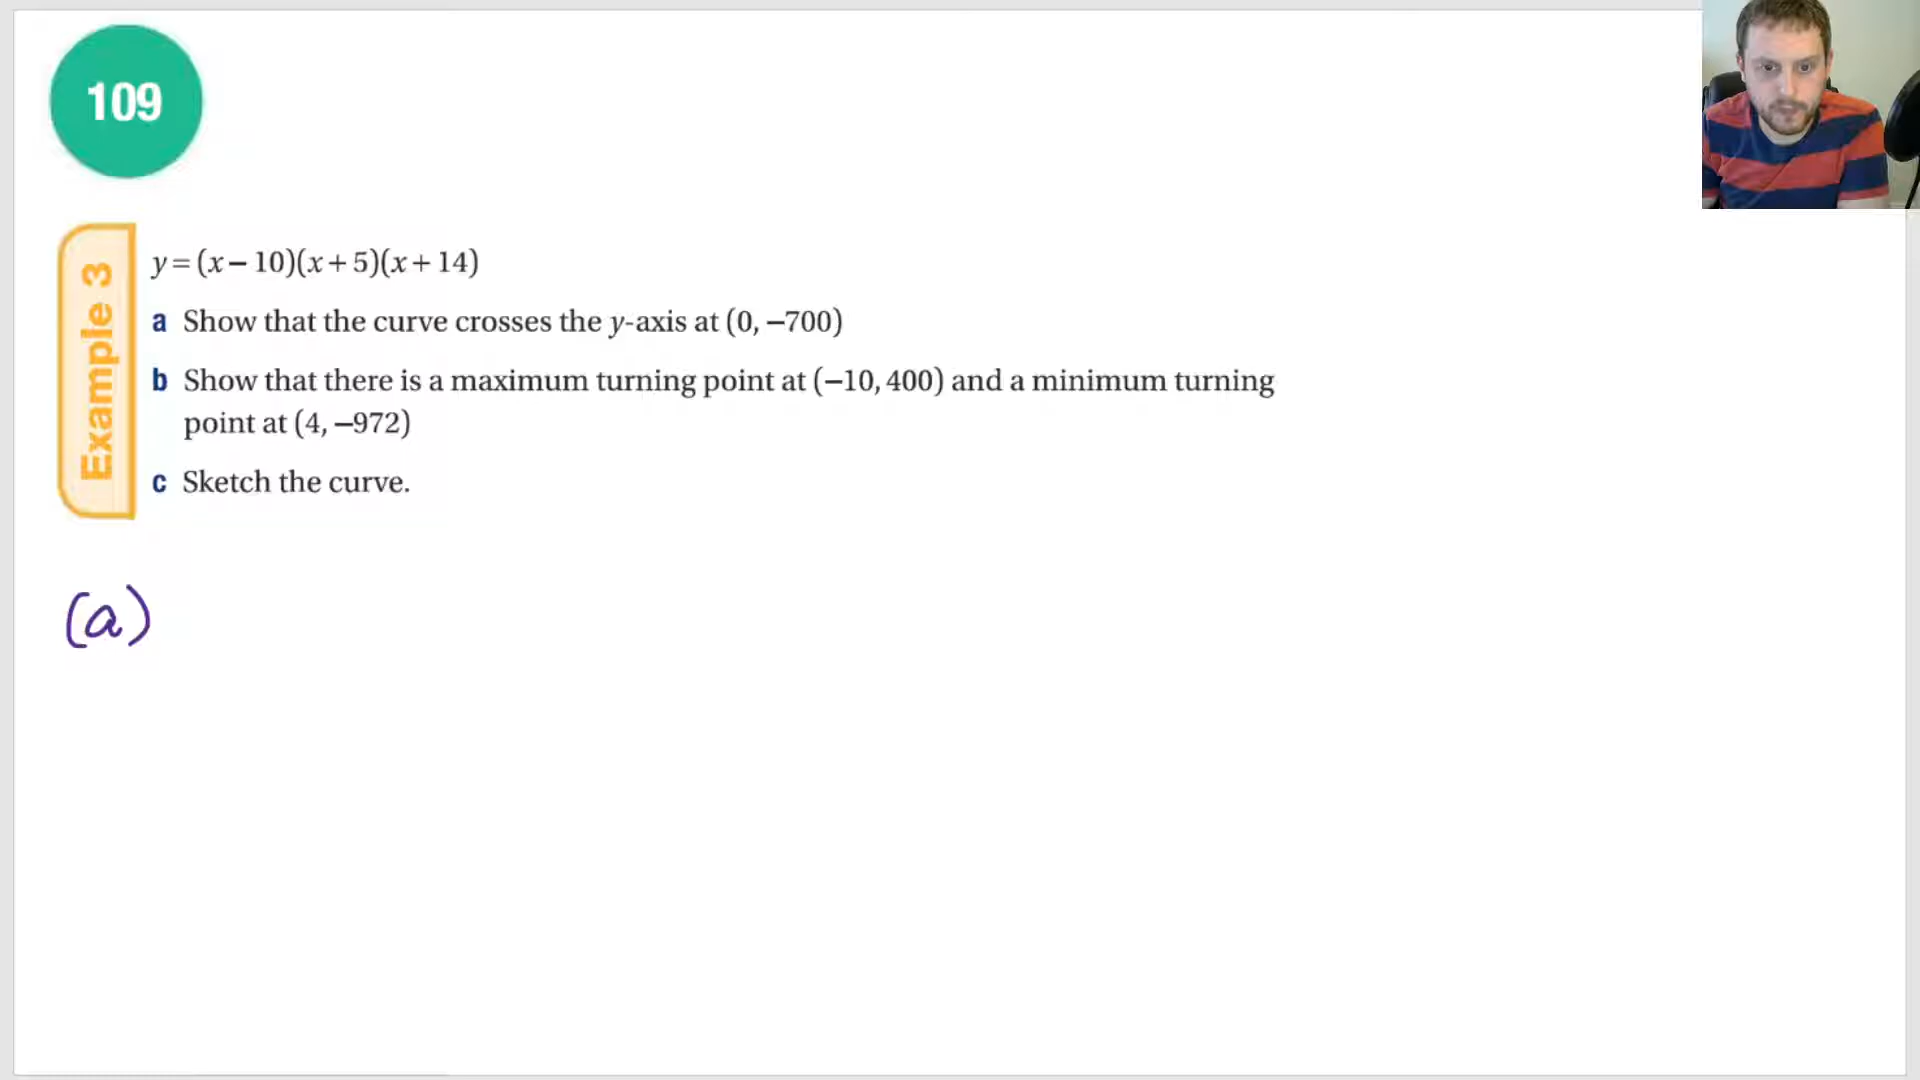 109
Example 3
y = (x − 10)(x + 5)(x + 14)
a Show that the curve crosses the y-axis at (0, −700)
b Show that there is a maximum turning point at (−10, 400) and a minimum turning
point at (4, −972)
c Sketch the curve.
(a)